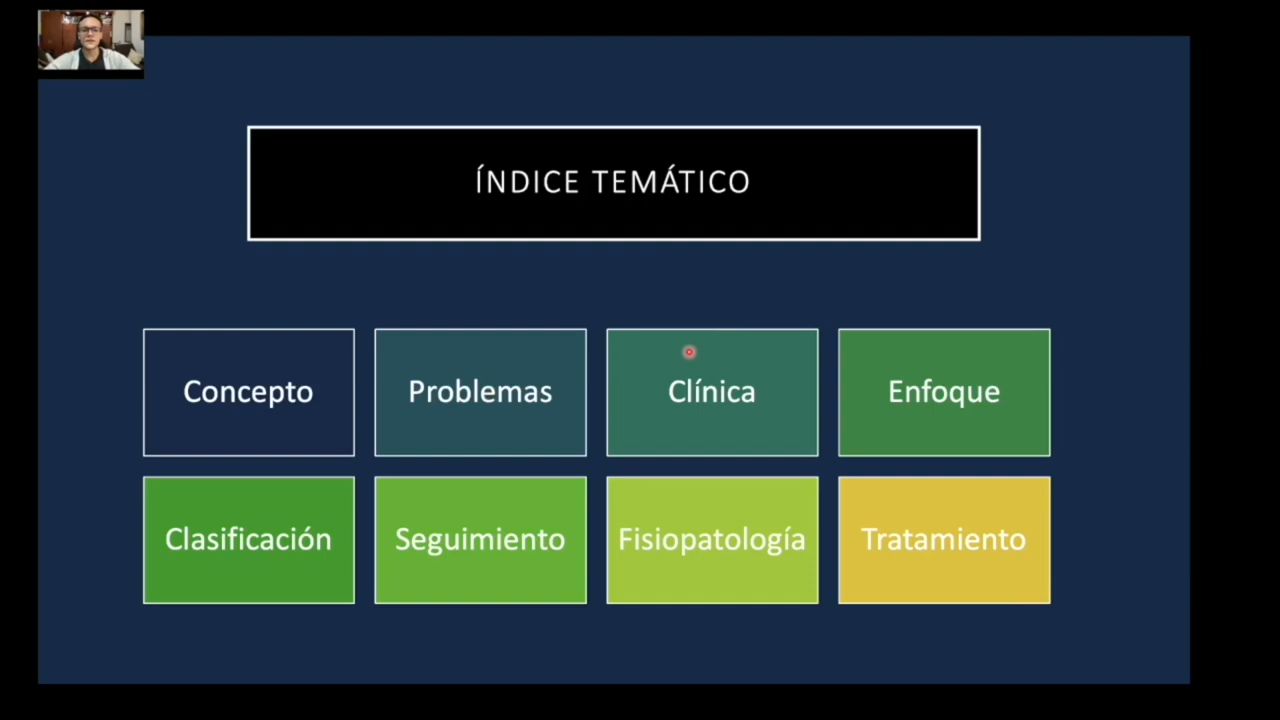 ÍNDICE TEMÁTICO
Concepto
Problemas
Clínica
Enfoque
Clasificación
Seguimiento
Fisiopatología
Tratamiento